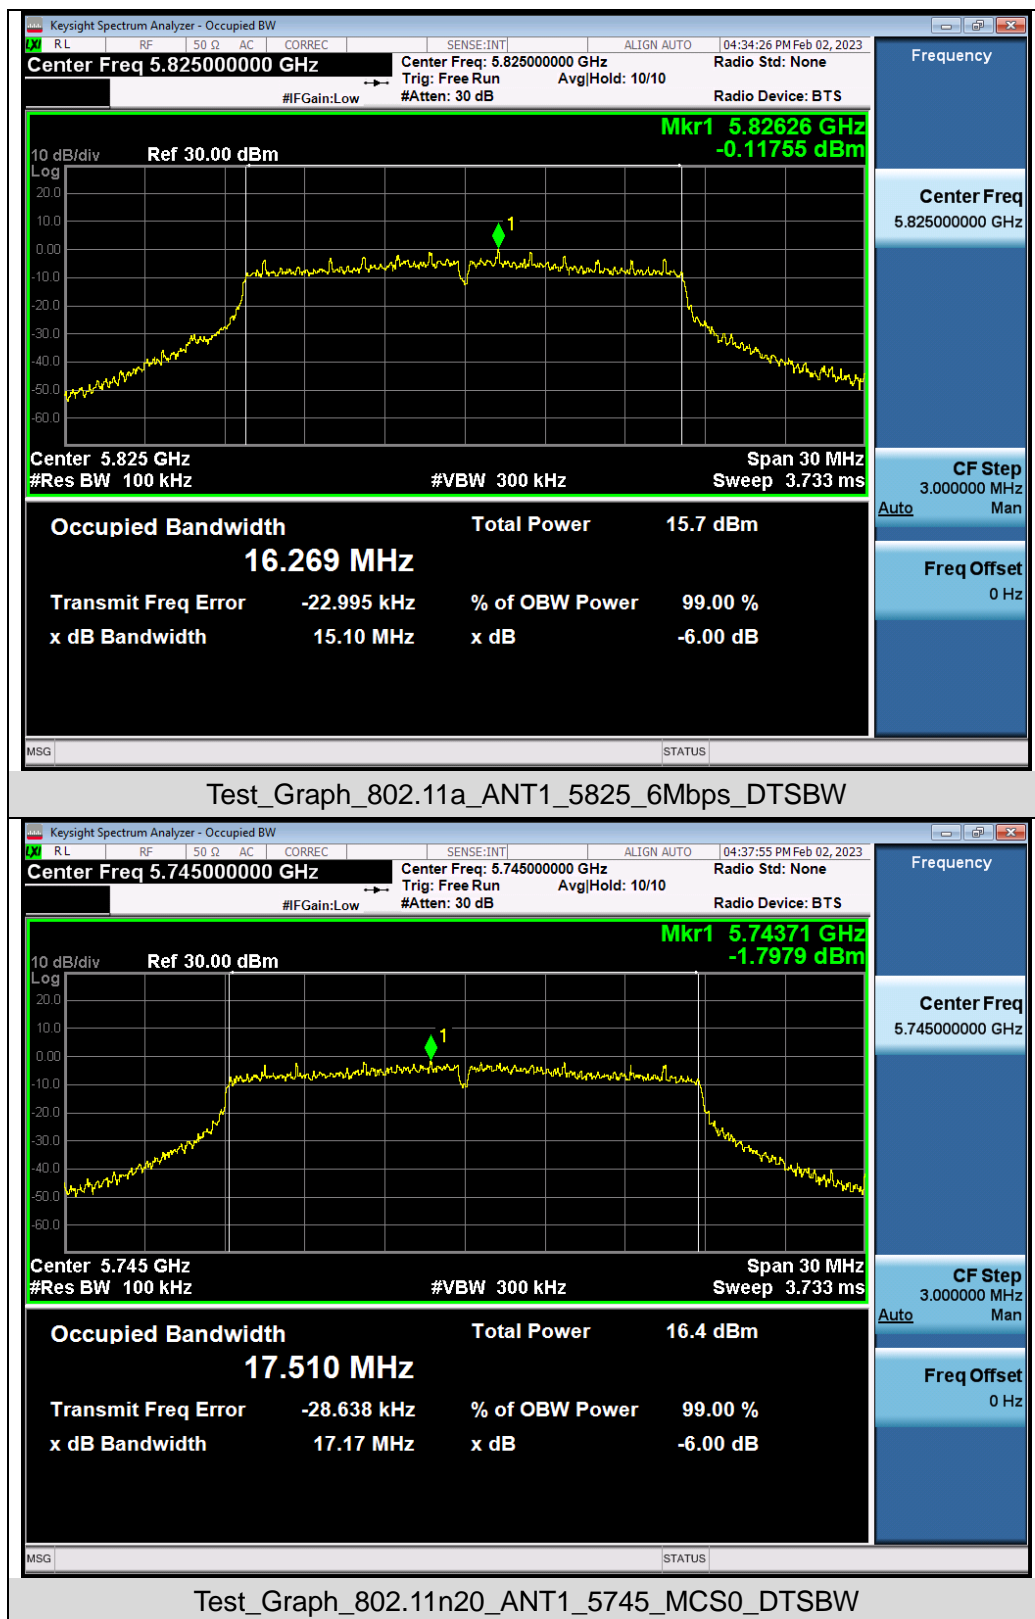 Keysight Spectrum Analyzer - Occupied BW
LXI RL RF 50 Ω AC CORREC SENSE:INT ALIGN AUTO 04:34:26 PM Feb 02, 2023
Center Freq 5.825000000 GHz
Center Freq: 5.825000000 GHz Radio Std: None
Trig: Free Run Avg|Hold: 10/10
#IFGain:Low #Atten: 30 dB Radio Device: BTS
Mkr1 5.82626 GHz
-0.11755 dBm
10 dB/div Ref 30.00 dBm
Log
20.0
10.0
1
0.00
-10.0
-20.0
-30.0
-40.0
-50.0
-60.0
Center 5.825 GHz Span 30 MHz
#Res BW 100 kHz #VBW 300 kHz Sweep 3.733 ms
Occupied Bandwidth Total Power 15.7 dBm
16.269 MHz
Transmit Freq Error -22.995 kHz % of OBW Power 99.00 %
x dB Bandwidth 15.10 MHz x dB -6.00 dB
MSG STATUS
Frequency
Center Freq
5.825000000 GHz
CF Step
3.000000 MHz
Auto Man
Freq Offset
0 Hz
Test_Graph_802.11a_ANT1_5825_6Mbps_DTSBW
Keysight Spectrum Analyzer - Occupied BW
LXI RL RF 50 Ω AC CORREC SENSE:INT ALIGN AUTO 04:37:55 PM Feb 02, 2023
Center Freq 5.745000000 GHz
Center Freq: 5.745000000 GHz Radio Std: None
Trig: Free Run Avg|Hold: 10/10
#IFGain:Low #Atten: 30 dB Radio Device: BTS
Mkr1 5.74371 GHz
-1.7979 dBm
10 dB/div Ref 30.00 dBm
Log
20.0
10.0
1
0.00
-10.0
-20.0
-30.0
-40.0
-50.0
-60.0
Center 5.745 GHz Span 30 MHz
#Res BW 100 kHz #VBW 300 kHz Sweep 3.733 ms
Occupied Bandwidth Total Power 16.4 dBm
17.510 MHz
Transmit Freq Error -28.638 kHz % of OBW Power 99.00 %
x dB Bandwidth 17.17 MHz x dB -6.00 dB
MSG STATUS
Frequency
Center Freq
5.745000000 GHz
CF Step
3.000000 MHz
Auto Man
Freq Offset
0 Hz
Test_Graph_802.11n20_ANT1_5745_MCS0_DTSBW